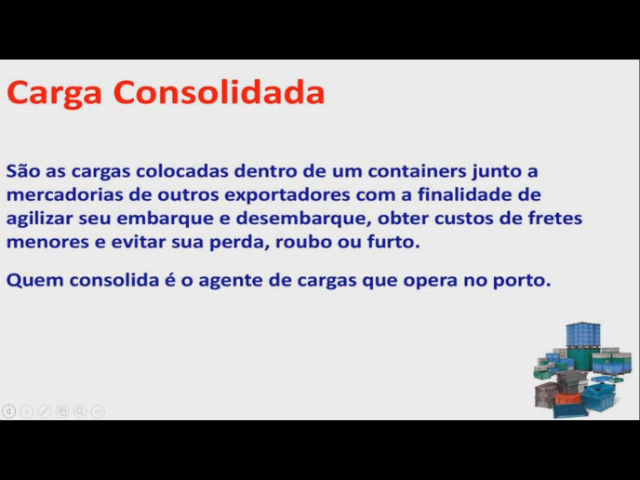 Carga Consolidada
São as cargas colocadas dentro de um containers junto a
mercadorias de outros exportadores com a finalidade de
agilizar seu embarque e desembarque, obter custos de fretes
menores e evitar sua perda, roubo ou furto.
Quem consolida é o agente de cargas que opera no porto.